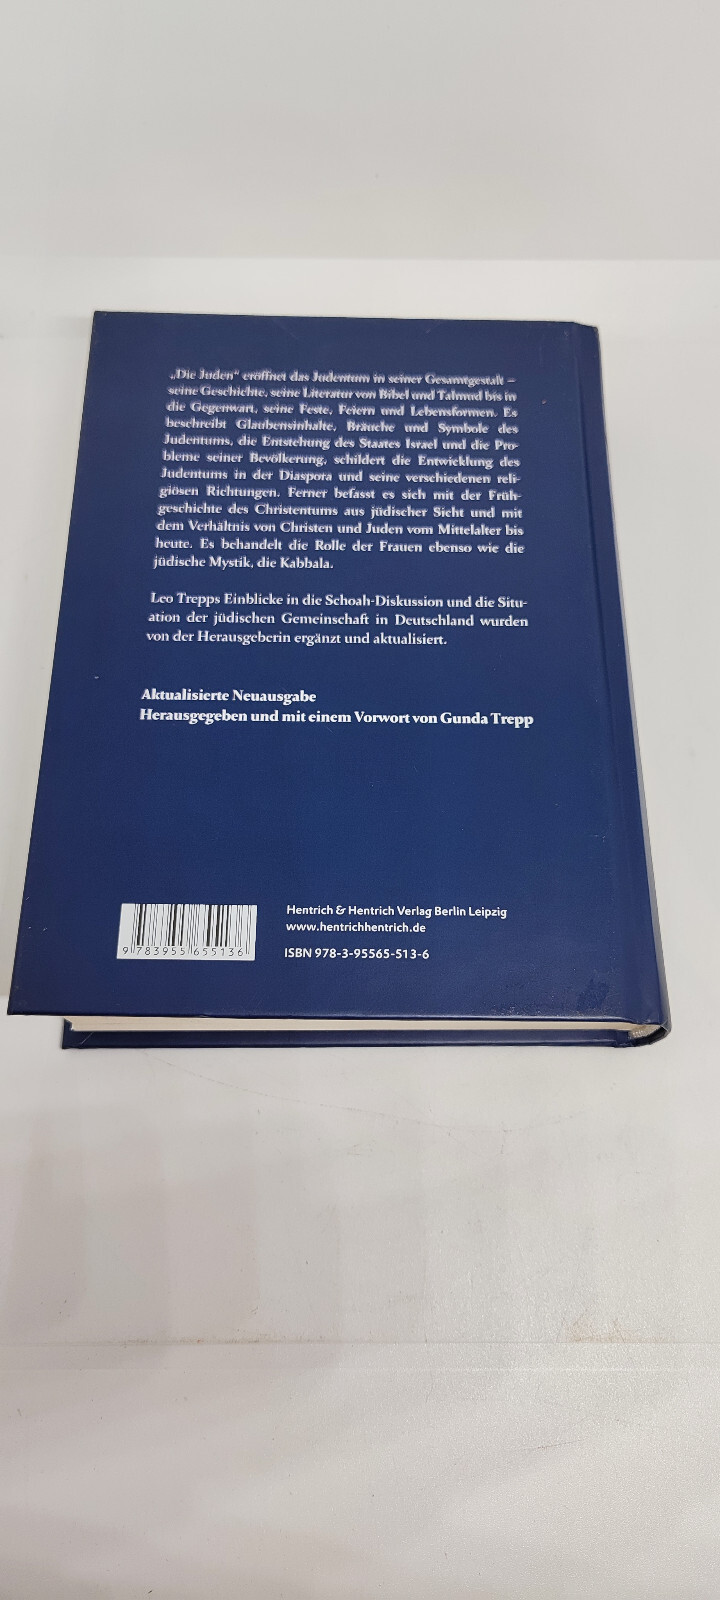 „Die Juden“ eröffnet das Judentum in seiner Gesamtgestalt –
seine Geschichte, seine Literatur von Bibel und Talmud bis in
die Gegenwart, seine Feste, Feiern und Lebensformen. Es
beschreibt Glaubensinhalte, Bräuche und Symbole des
Judentums, die Entstehung des Staates Israel und die Pro-
bleme seiner Bevölkerung, schildert die Entwicklung des
Judentums in der Diaspora und seine verschiedenen reli-
giösen Richtungen. Ferner befasst es sich mit der Früh-
geschichte des Christentums aus jüdischer Sicht und mit
dem Verhältnis von Christen und Juden vom Mittelalter bis
heute. Es behandelt die Rolle der Frauen ebenso wie die
jüdische Mystik, die Kabbala.
Leo Trepps Einblicke in die Schoah-Diskussion und die Situ-
ation der jüdischen Gemeinschaft in Deutschland wurden
von der Herausgeberin ergänzt und aktualisiert.
Aktualisierte Neuausgabe
Herausgegeben und mit einem Vorwort von Gunda Trepp
Hentrich & Hentrich Verlag Berlin Leipzig
www.hentrichhentrich.de
ISBN 978-3-95565-513-6
9 783955 655136